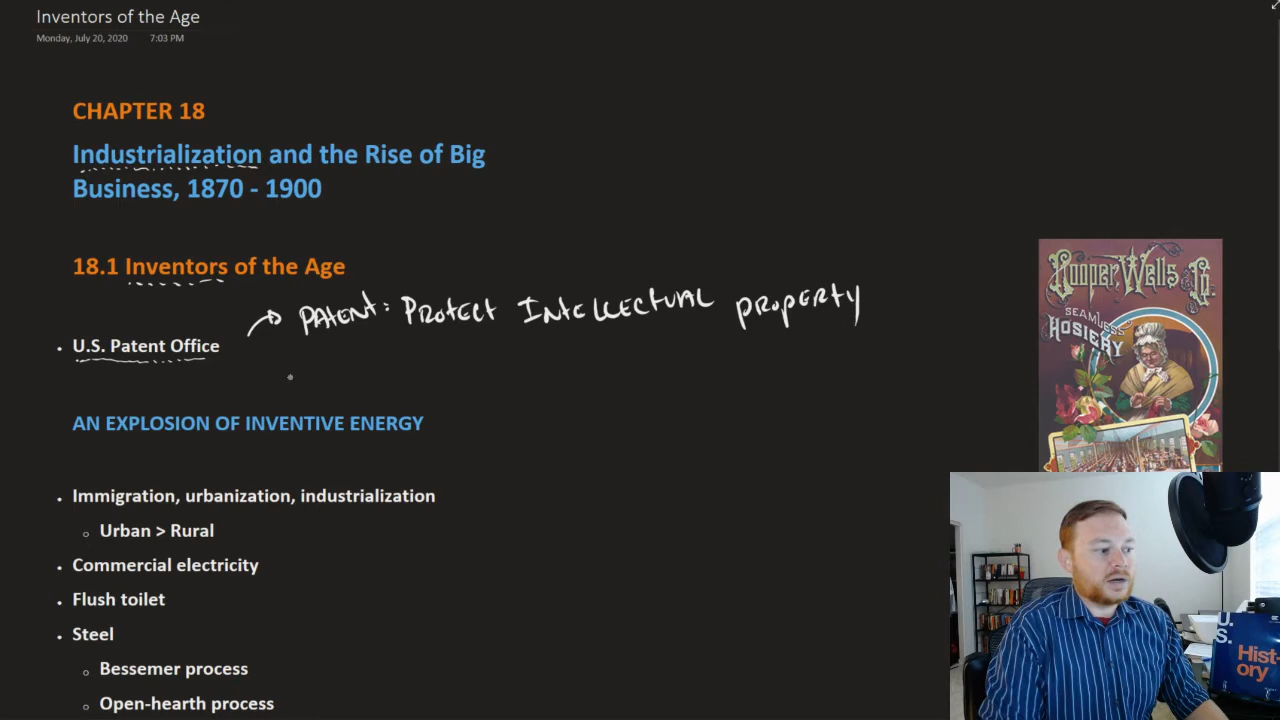 Inventors of the Age
Monday, July 20, 2020 7:03 PM
CHAPTER 18
Industrialization and the Rise of Big
Business, 1870 - 1900
18.1 Inventors of the Age
→ PATENT: PROTECT INTELLECTUAL PROPERTY
• U.S. Patent Office
Cooper, Wells & Co.
SEAMLESS
HOSIERY
AN EXPLOSION OF INVENTIVE ENERGY
• Immigration, urbanization, industrialization
○ Urban > Rural
• Commercial electricity
• Flush toilet
• Steel
○ Bessemer process
○ Open-hearth process
U.
S.
Hist-
ory